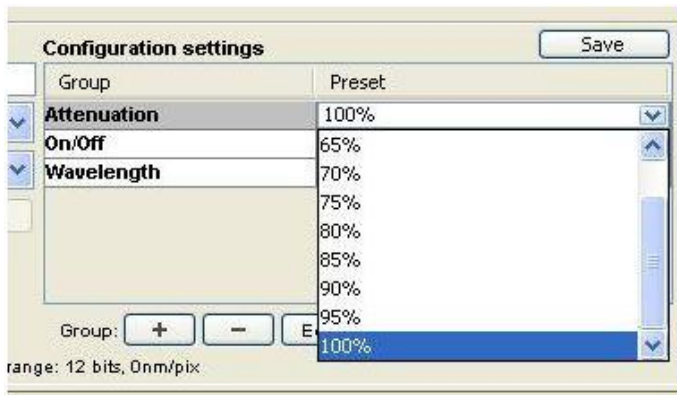 Configuration settings Save
Group Preset
Attenuation 100%
On/Off 65%
Wavelength 70%
75%
80%
85%
90%
95%
100%
Group: + -
range: 12 bits, 0nm/pix